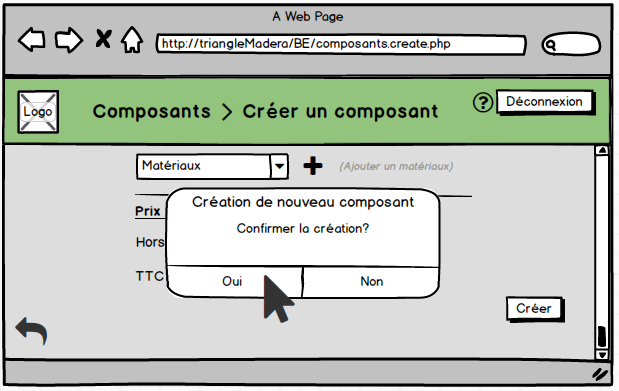 A Web Page
http://triangleMadera/BE/composants.create.php
Logo
Composants > Créer un composant
?
Déconnexion
Matériaux
(Ajouter un matériaux)
Création de nouveau composant
Confirmer la création?
Oui
Non
Prix
Hors
TTC
Créer